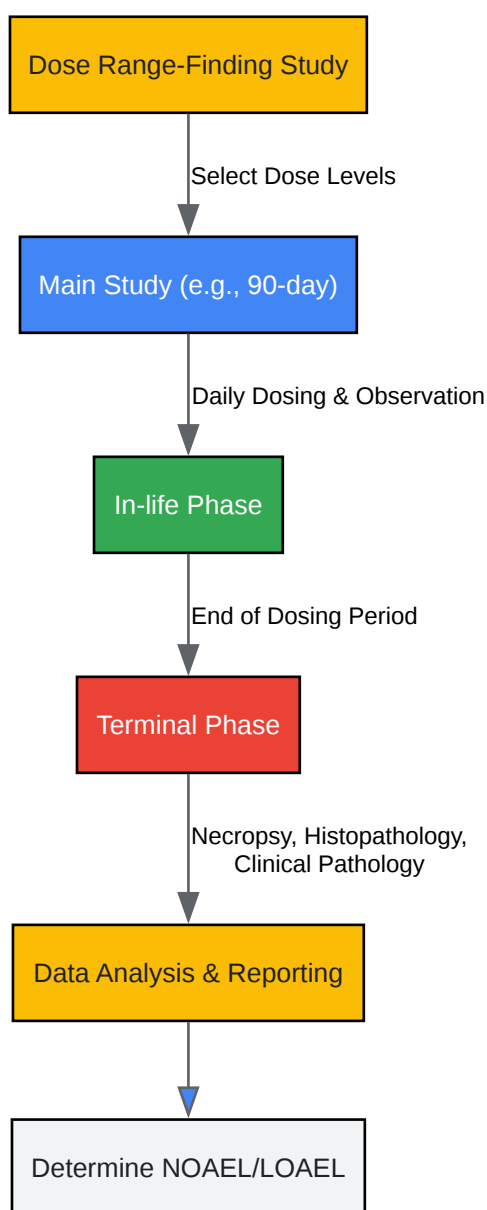 Dose Range-Finding Study
Select Dose Levels
Main Study (e.g., 90-day)
Daily Dosing & Observation
In-life Phase
End of Dosing Period
Terminal Phase
Necropsy, Histopathology,
Clinical Pathology
Data Analysis & Reporting
Determine NOAEL/LOAEL